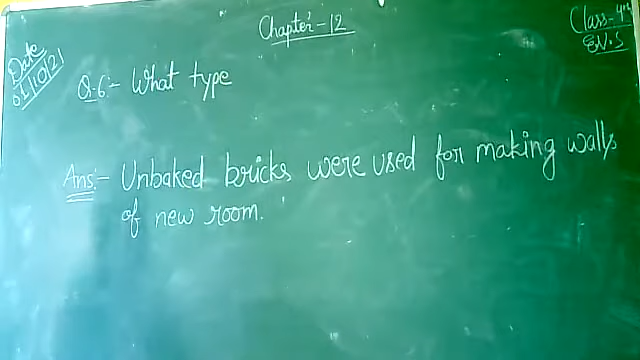 Chapter-12
Class-4th
E.V.S
Date
01/10/21
Q.6:- What type
Ans:- Unbaked bricks were used for making walls
of new room.